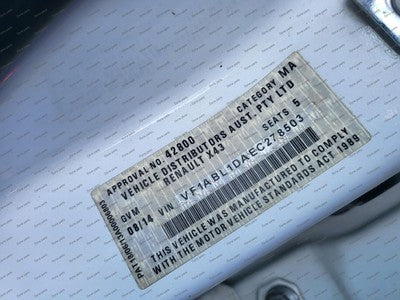 APPROVAL NO. 42800 CATEGORY MA
VEHICLE DISTRIBUTORS AUST. PTY LTD
RENAULT X43 SEATS 5
GVM
08/14 VIN VF1ABL1DAEC278503
THIS VEHICLE WAS MANUFACTURED TO COMPLY
WITH THE MOTOR VEHICLE STANDARDS ACT 1989